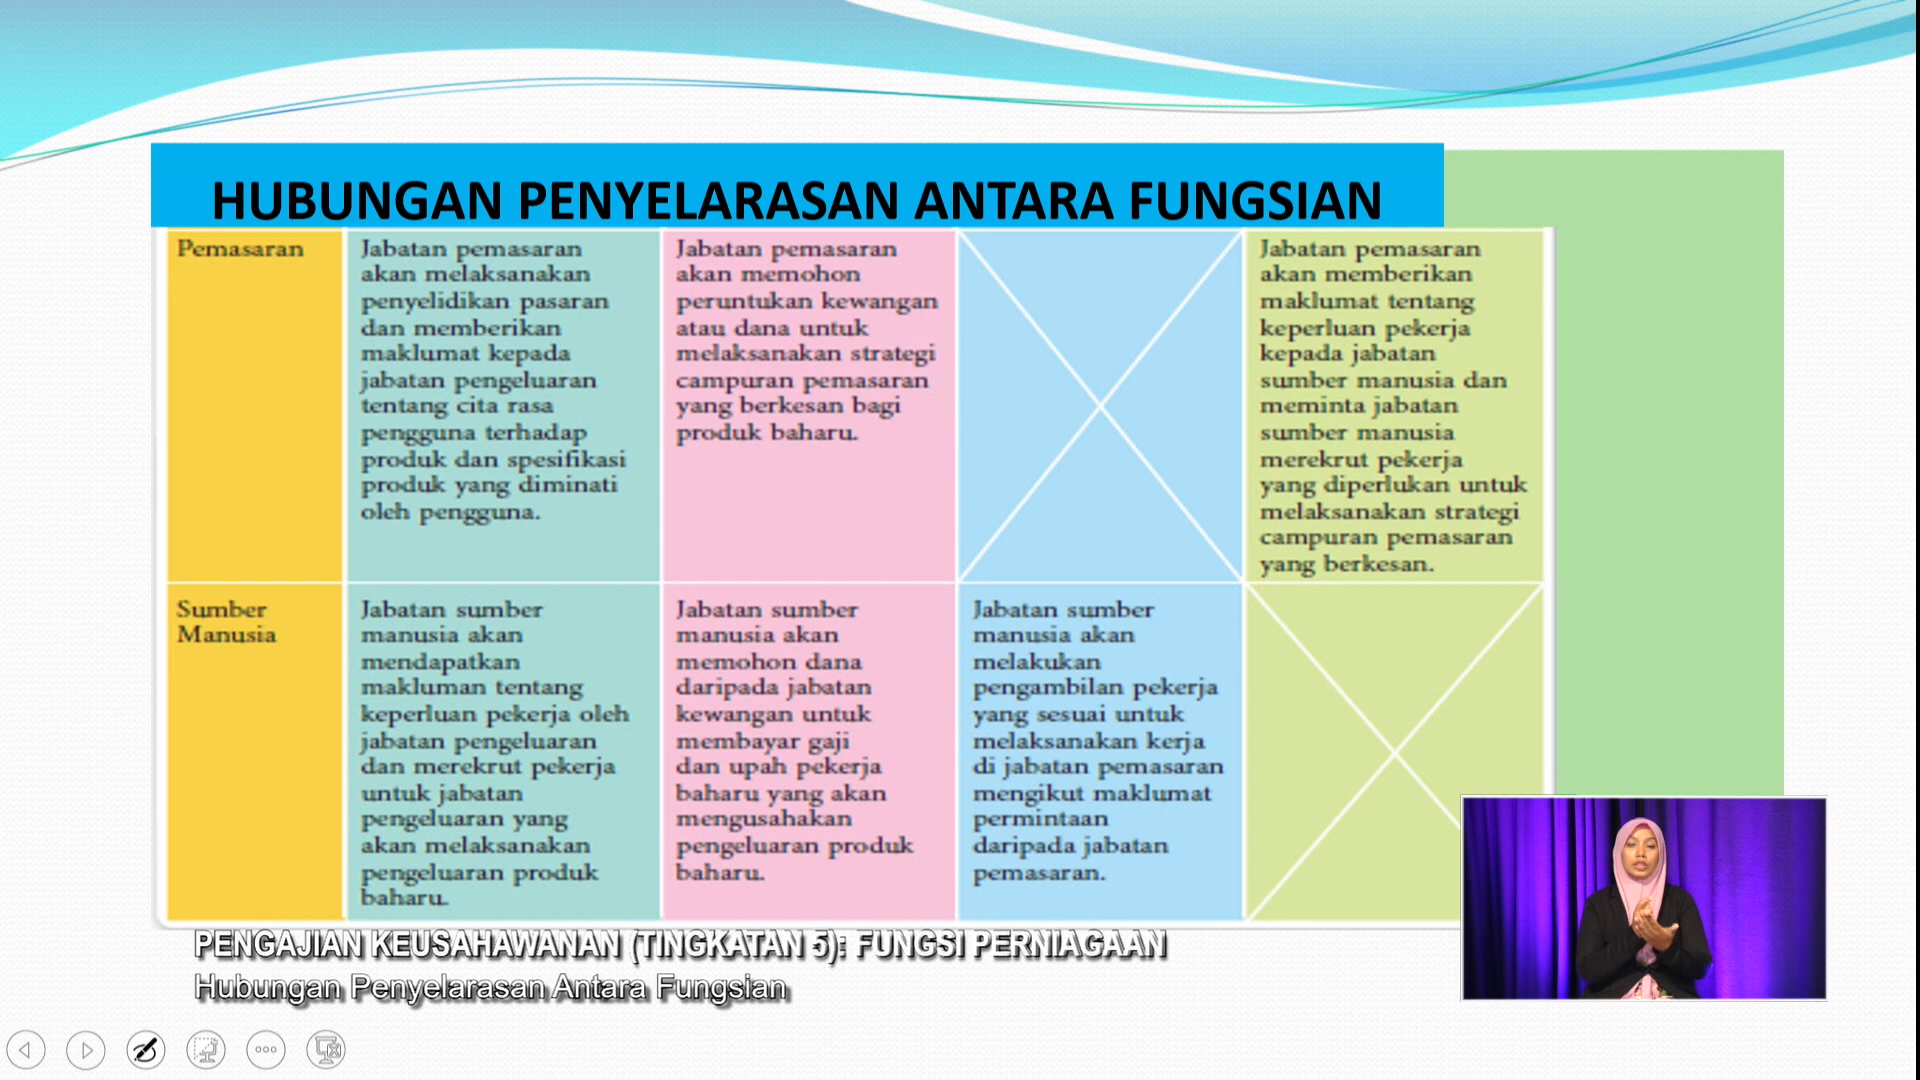 HUBUNGAN PENYELARASAN ANTARA FUNGSIAN
Pemasaran
Jabatan pemasaran
akan melaksanakan
penyelidikan pasaran
dan memberikan
maklumat kepada
jabatan pengeluaran
tentang cita rasa
pengguna terhadap
produk dan spesifikasi
produk yang diminati
oleh pengguna.
Jabatan pemasaran
akan memohon
peruntukan kewangan
atau dana untuk
melaksanakan strategi
campuran pemasaran
yang berkesan bagi
produk baharu.
Jabatan pemasaran
akan memberikan
maklumat tentang
keperluan pekerja
kepada jabatan
sumber manusia dan
meminta jabatan
sumber manusia
merekrut pekerja
yang diperlukan untuk
melaksanakan strategi
campuran pemasaran
yang berkesan.
Sumber
Manusia
Jabatan sumber
manusia akan
mendapatkan
makluman tentang
keperluan pekerja oleh
jabatan pengeluaran
dan merekrut pekerja
untuk jabatan
pengeluaran yang
akan melaksanakan
pengeluaran produk
baharu.
Jabatan sumber
manusia akan
memohon dana
daripada jabatan
kewangan untuk
membayar gaji
dan upah pekerja
baharu yang akan
mengusahakan
pengeluaran produk
baharu.
Jabatan sumber
manusia akan
melakukan
pengambilan pekerja
yang sesuai untuk
melaksanakan kerja
di jabatan pemasaran
mengikut maklumat
permintaan
daripada jabatan
pemasaran.
PENGAJIAN KEUSAHAWANAN (TINGKATAN 5): FUNGSI PERNIAGAAN
Hubungan Penyelarasan Antara Fungsian